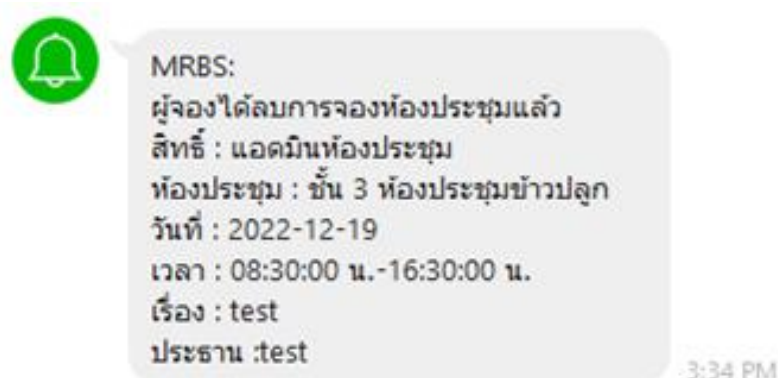 MRBS:
ผู้จองได้ลบการจองห้องประชุมแล้ว
สิทธิ์ : แอดมินห้องประชุม
ห้องประชุม : ชั้น 3 ห้องประชุมข้าวปลูก
วันที่ : 2022-12-19
เวลา : 08:30:00 น.-16:30:00 น.
เรื่อง : test
ประธาน :test
3:34 PM